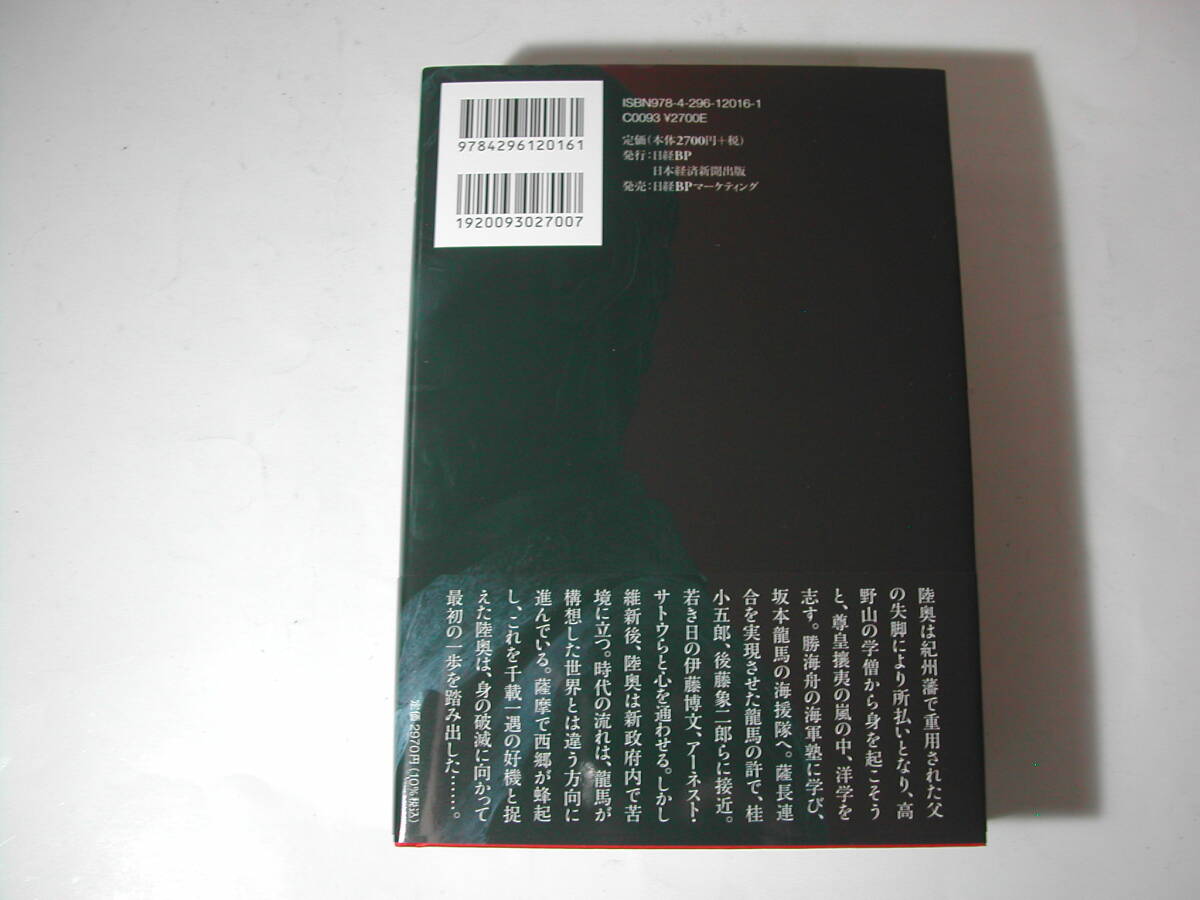 9784296120161
1920093027007
ISBN978-4-296-12016-1
C0093 ¥2700E
定価(本体2700円+税)
発行:日経BP
日本経済新聞出版
発売:日経BPマーケティング
陸奥は紀州藩で重用された父
の失脚により所払いとなり、高
野山の学僧から身を起こそう
と、尊皇攘夷の嵐の中、洋学を
志す。勝海舟の海軍塾に学び、
坂本龍馬の海援隊へ。薩長連
合を実現させた龍馬の許で、桂
小五郎、後藤象二郎らに接近。
若き日の伊藤博文、アーネスト・
サトウらと心を通わせる。しかし
維新後、陸奥は新政府内で苦
境に立つ。時代の流れは、龍馬が
構想した世界とは違う方向に
進んでいる。薩摩で西郷が蜂起
し、これを千載一遇の好機と捉
えた陸奥は、身の破滅に向かって
最初の一歩を踏み出した……。
定価2970円(10%税込)